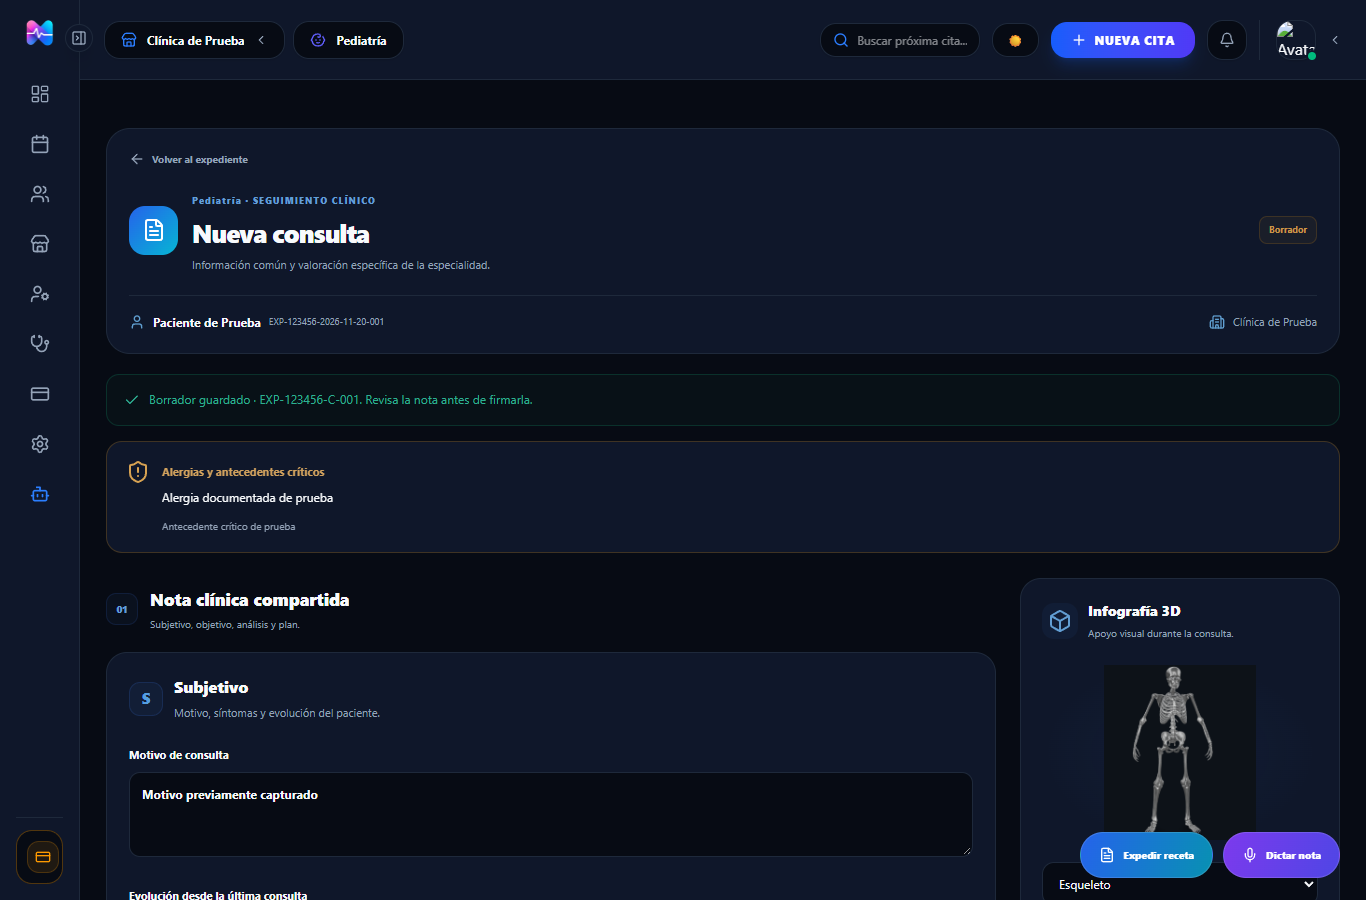 Clínica de Prueba
Pediatría
Buscar próxima cita...
NUEVA CITA
Avata
Volver al expediente
Pediatría · SEGUIMIENTO CLÍNICO
Nueva consulta
Información común y valoración específica de la especialidad.
Borrador
Paciente de Prueba EXP-123456-2026-11-20-001
Clínica de Prueba
Borrador guardado · EXP-123456-C-001. Revisa la nota antes de firmarla.
Alergias y antecedentes críticos
Alergia documentada de prueba
Antecedente crítico de prueba
01
Nota clínica compartida
Subjetivo, objetivo, análisis y plan.
Infografía 3D
Apoyo visual durante la consulta.
S
Subjetivo
Motivo, síntomas y evolución del paciente.
Motivo de consulta
Motivo previamente capturado
Expedir receta
Dictar nota
Esqueleto
Evolución desde la última consulta